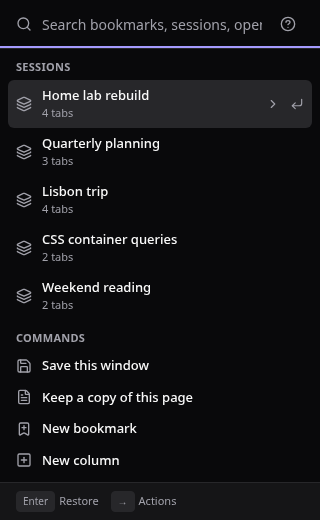 Search bookmarks, sessions, oper
SESSIONS
Home lab rebuild
4 tabs
Quarterly planning
3 tabs
Lisbon trip
4 tabs
CSS container queries
2 tabs
Weekend reading
2 tabs
COMMANDS
Save this window
Keep a copy of this page
New bookmark
New column
Enter Restore → Actions